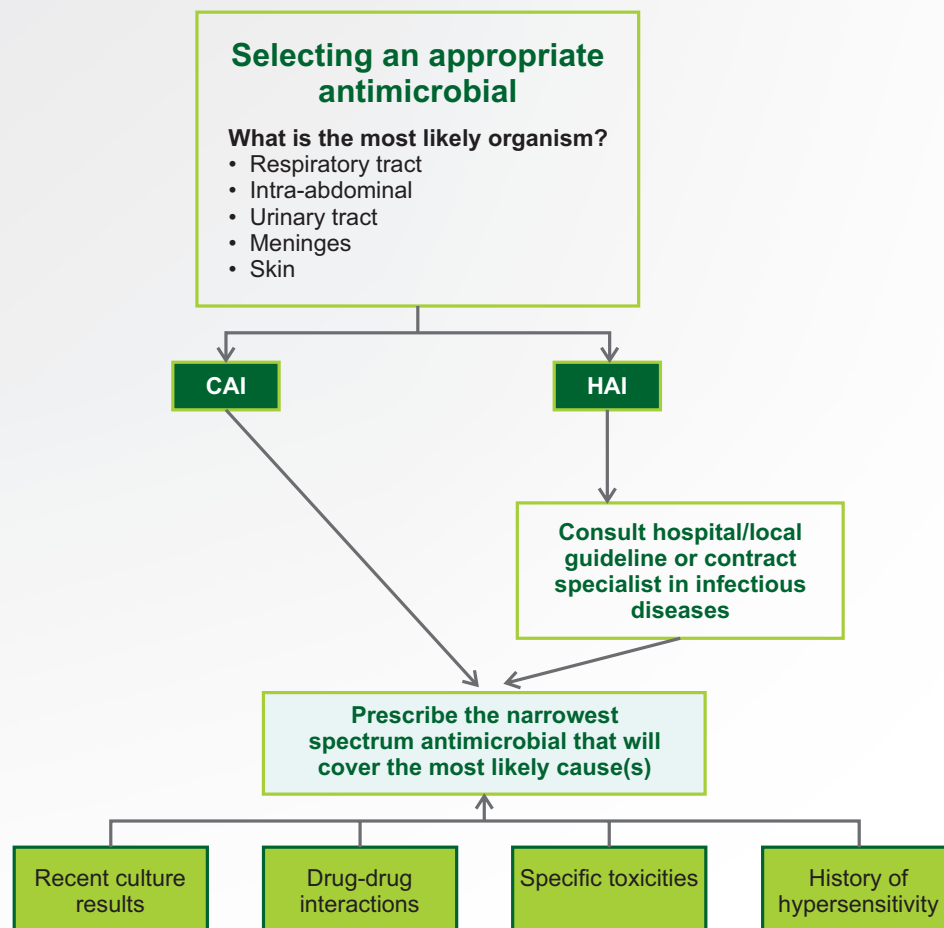 Selecting an appropriate
antimicrobial
What is the most likely organism?
• Respiratory tract
• Intra-abdominal
• Urinary tract
• Meninges
• Skin
CAI
HAI
Consult hospital/local
guideline or contract
specialist in infectious
diseases
Prescribe the narrowest
spectrum antimicrobial that will
cover the most likely cause(s)
Recent culture
results
Drug-drug
interactions
Specific toxicities
History of
hypersensitivity